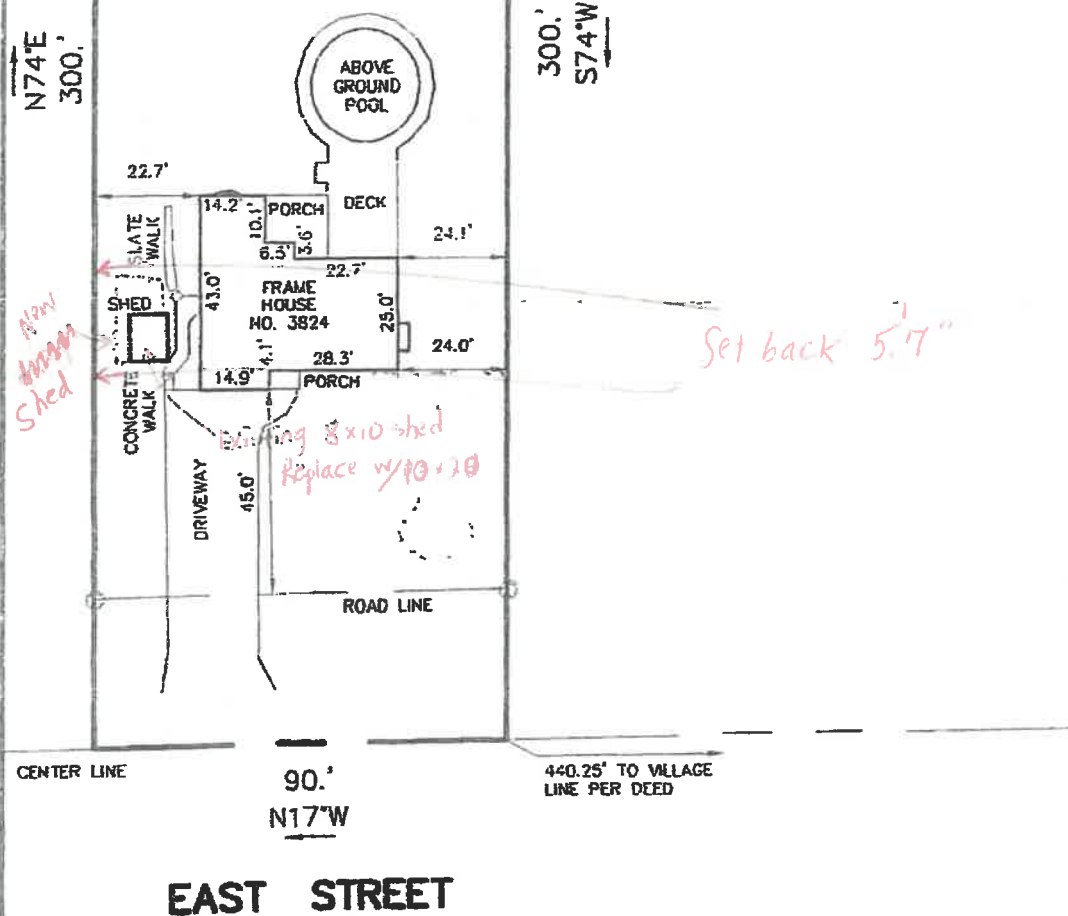 N74°E
300.'
300.'
S74°W
ABOVE
GROUND
POOL
22.7'
14.2'
PORCH
DECK
10.1'
6.5'
3.6'
24.1'
22.7'
SLATE
WALK
SHED
43.0'
FRAME
HOUSE
NO. 3824
25.0'
New
Shed
Set back 5'7"
4.1'
28.3'
24.0'
14.9'
PORCH
CONCRETE
WALK
Existing 8x10 shed
Replace w/10x20
DRIVEWAY
45.0'
ROAD LINE
CENTER LINE
90.'
N17°W
440.25' TO VILLAGE
LINE PER DEED
EAST STREET